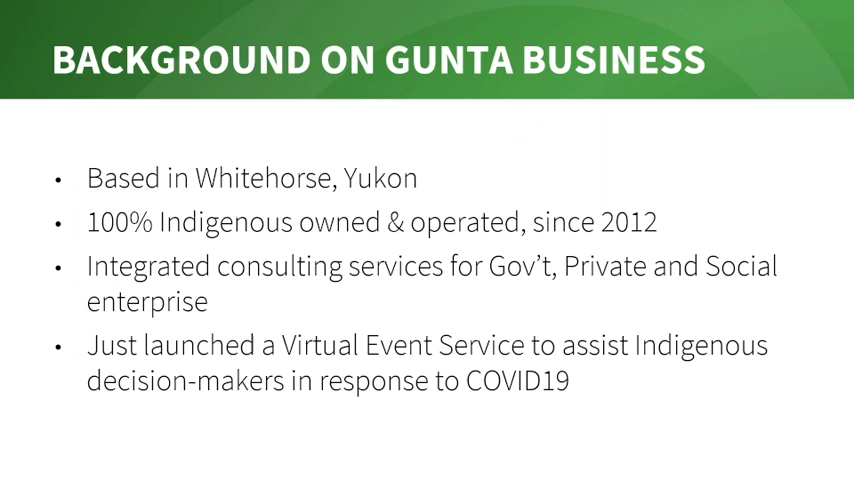 BACKGROUND ON GUNTA BUSINESS
• Based in Whitehorse, Yukon
• 100% Indigenous owned & operated, since 2012
• Integrated consulting services for Gov’t, Private and Social
enterprise
• Just launched a Virtual Event Service to assist Indigenous
decision-makers in response to COVID19